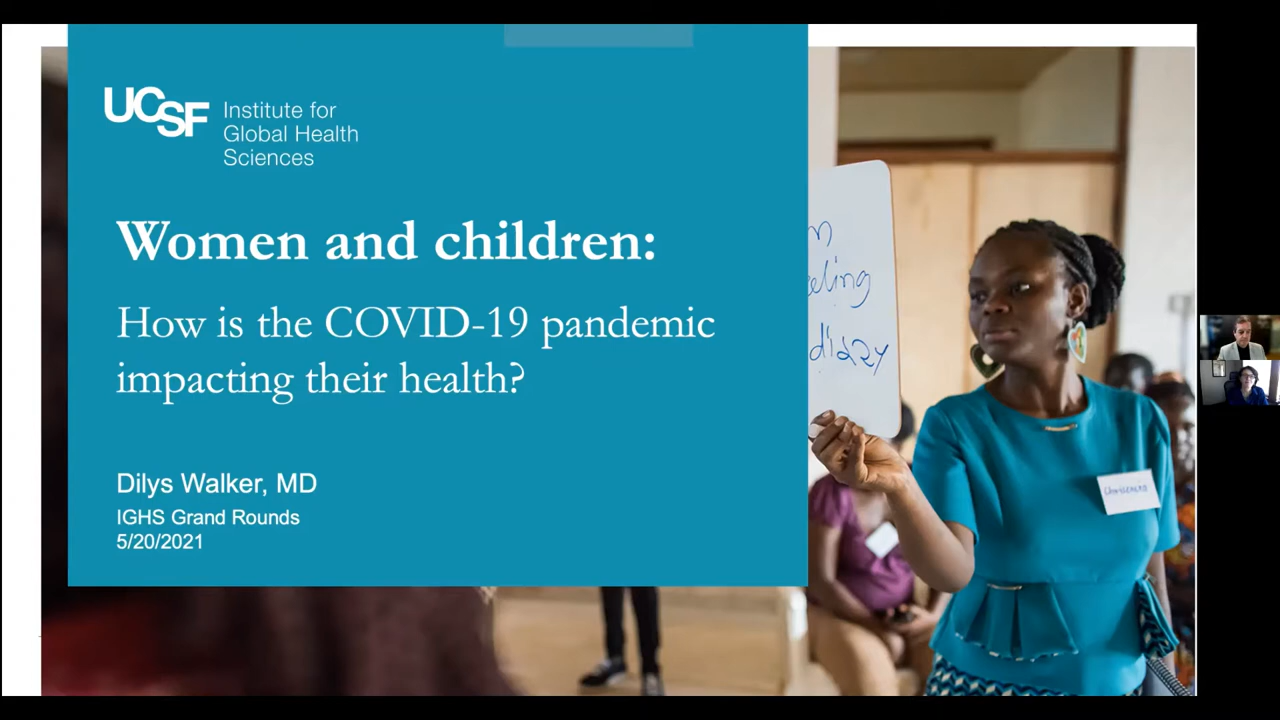 UCSF
Institute for
Global Health
Sciences
Women and children:
How is the COVID-19 pandemic
impacting their health?
Dilys Walker, MD
IGHS Grand Rounds
5/20/2021
diary